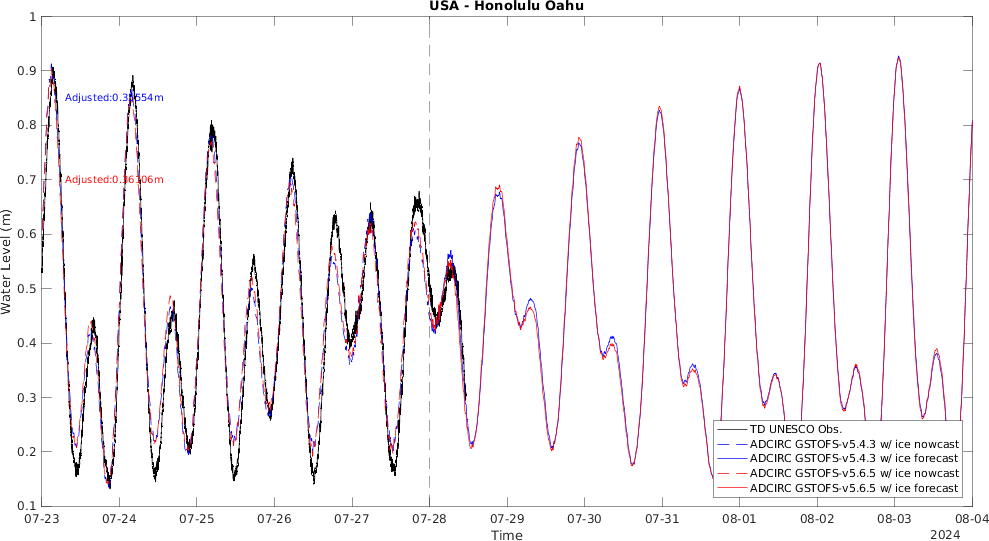 USA - Honolulu Oahu
Water Level (m)
1
0.9
0.8
0.7
0.6
0.5
0.4
0.3
0.2
0.1
Adjusted:0.35554m
Adjusted:0.36106m
TD UNESCO Obs.
ADCIRC GSTOFS-v5.4.3 w/ ice nowcast
ADCIRC GSTOFS-v5.4.3 w/ ice forecast
ADCIRC GSTOFS-v5.6.5 w/ ice nowcast
ADCIRC GSTOFS-v5.6.5 w/ ice forecast
07-23 07-24 07-25 07-26 07-27 07-28 07-29 07-30 07-31 08-01 08-02 08-03 08-04
Time
2024